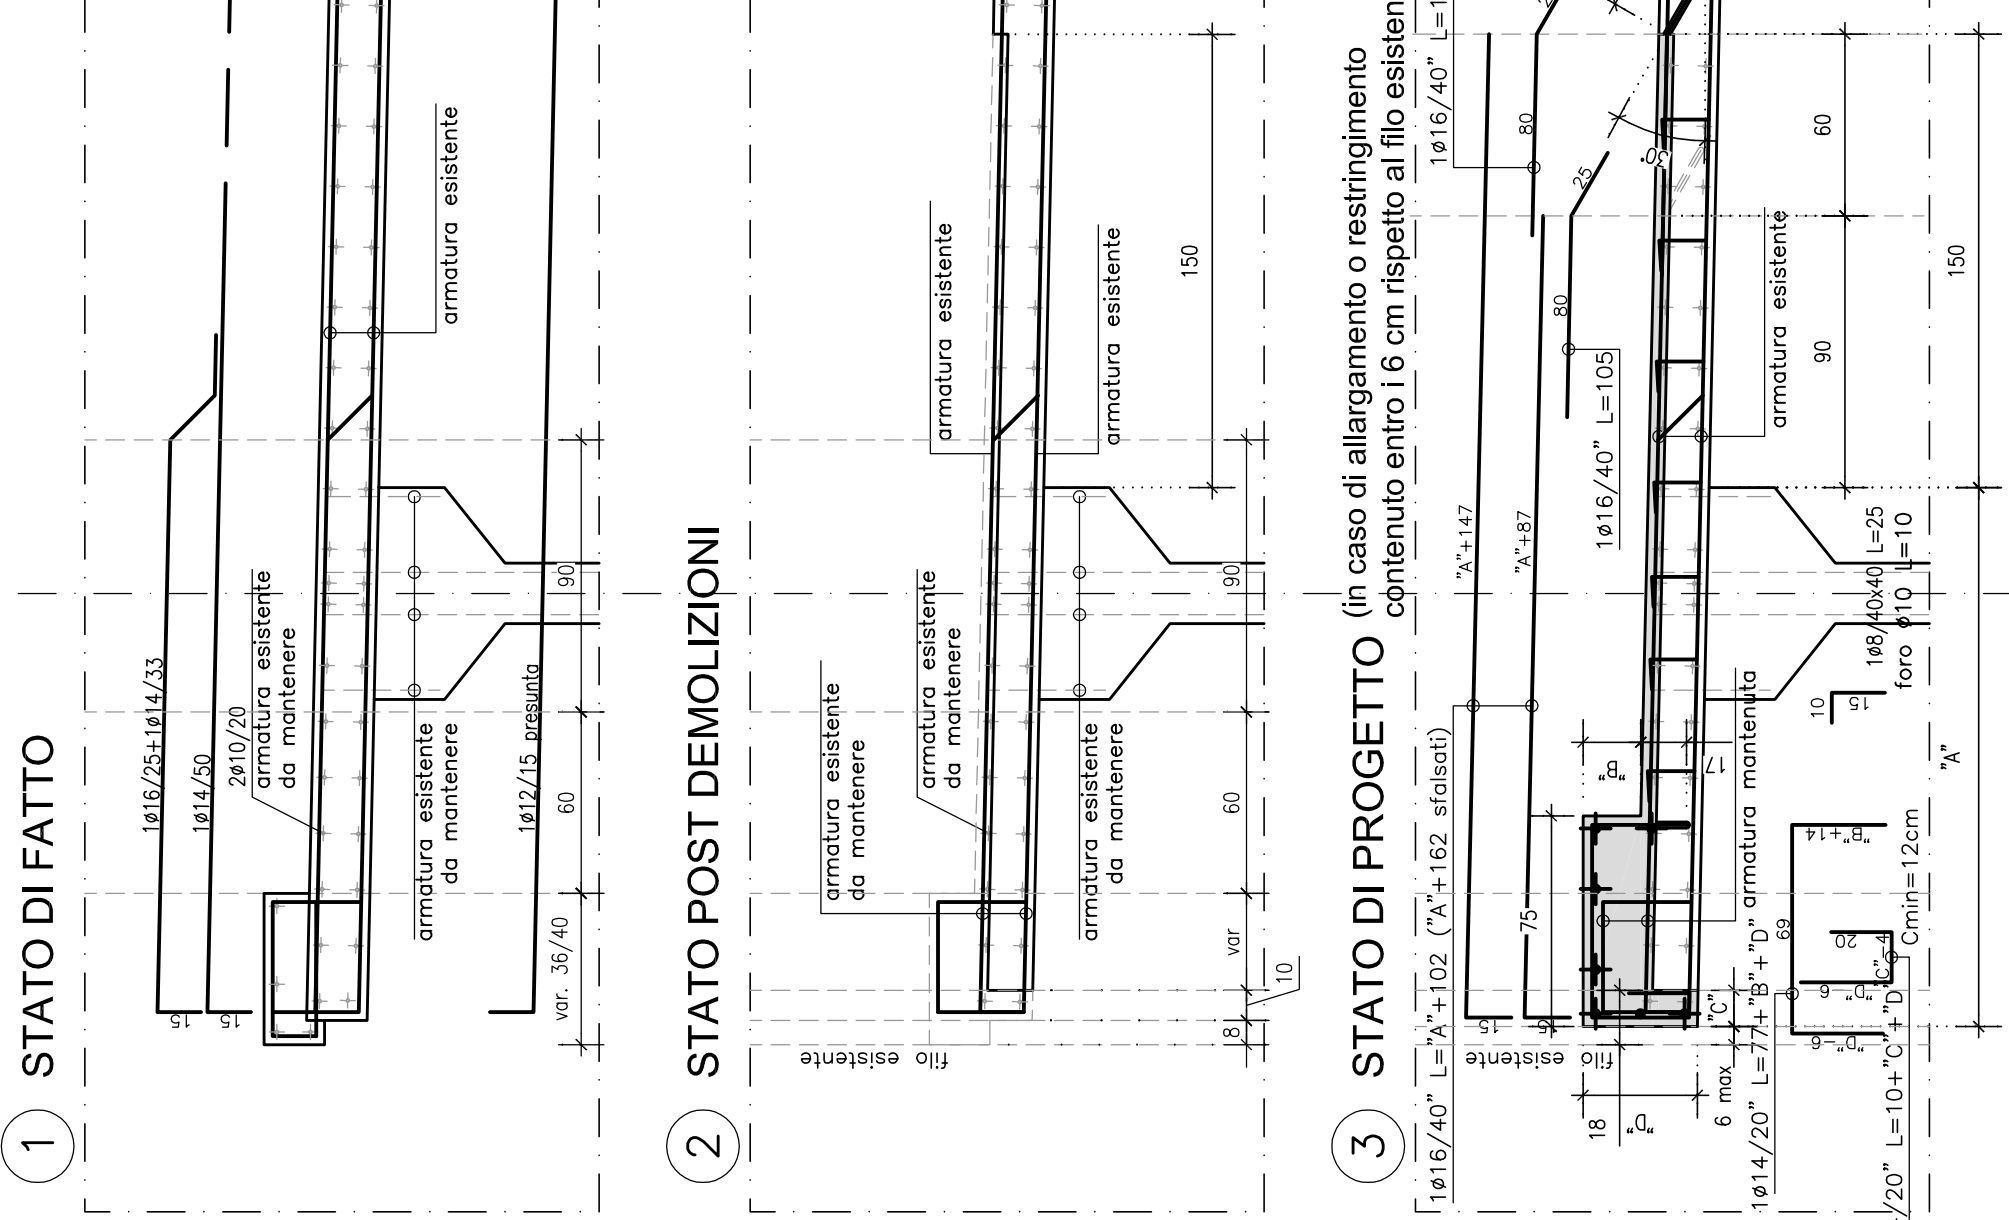 1 STATO DI FATTO
1ø16/25+1ø14/33
1ø14/50
2ø10/20
armatura esistente
da mantenere
armatura esistente
armatura esistente
da mantenere
1ø12/15 presunta
15
15
90
60
var. 36/40
2 STATO POST DEMOLIZIONI
armatura esistente
da mantenere
armatura esistente
da mantenere
armatura esistente
armatura esistente
armatura esistente
da mantenere
150
90
60
var
10
8
filo esistente
3 STATO DI PROGETTO
(in caso di allargamento o restringimento
contenuto entro i 6 cm rispetto al filo esisten
1ø16/40" L=1
1ø16/40" L="A"+102 ("A"+162 sfalsati)
"A"+147
"A"+87
80
25
80
30°
1ø16/40" L=105
60
90
150
armatura esistente
1ø8/40x40 L=25
foro ø10 L=10
10
15
"A"
"B"
17
armatura mantenuta
75
15
15
filo esistente
18
"D"
"C"
6 max
1ø14/20" L=77+"B"+"D"
"B"+14
69
"D"-6
20
"C"-4
"D"-6
Cmin=12cm
/20" L=10+"C"+"D"